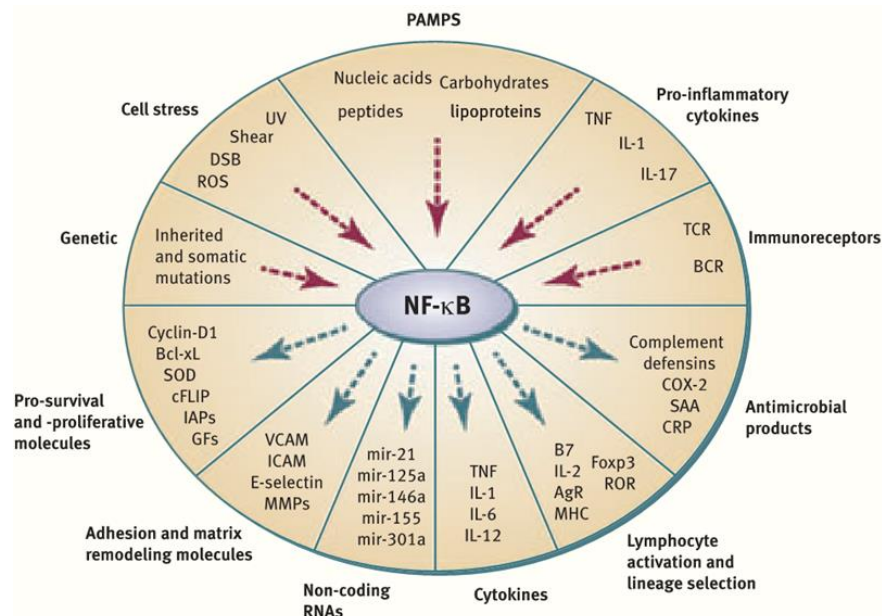 PAMPS
Nucleic acids
peptides
Carbohydrates
lipoproteins
Cell stress
UV
Shear
DSB
ROS
Pro-inflammatory
cytokines
TNF
IL-1
IL-17
Genetic
Inherited
and somatic
mutations
TCR
BCR
Immunoreceptors
NF-κB
Pro-survival
and -proliferative
molecules
Cyclin-D1
Bcl-xL
SOD
cFLIP
IAPs
GFs
Complement
defensins
COX-2
SAA
CRP
Antimicrobial
products
VCAM
ICAM
E-selectin
MMPs
Adhesion and matrix
remodeling molecules
mir-21
mir-125a
mir-146a
mir-155
mir-301a
Non-coding
RNAs
TNF
IL-1
IL-6
IL-12
Cytokines
B7
IL-2
AgR
MHC
Foxp3
ROR
Lymphocyte
activation and
lineage selection